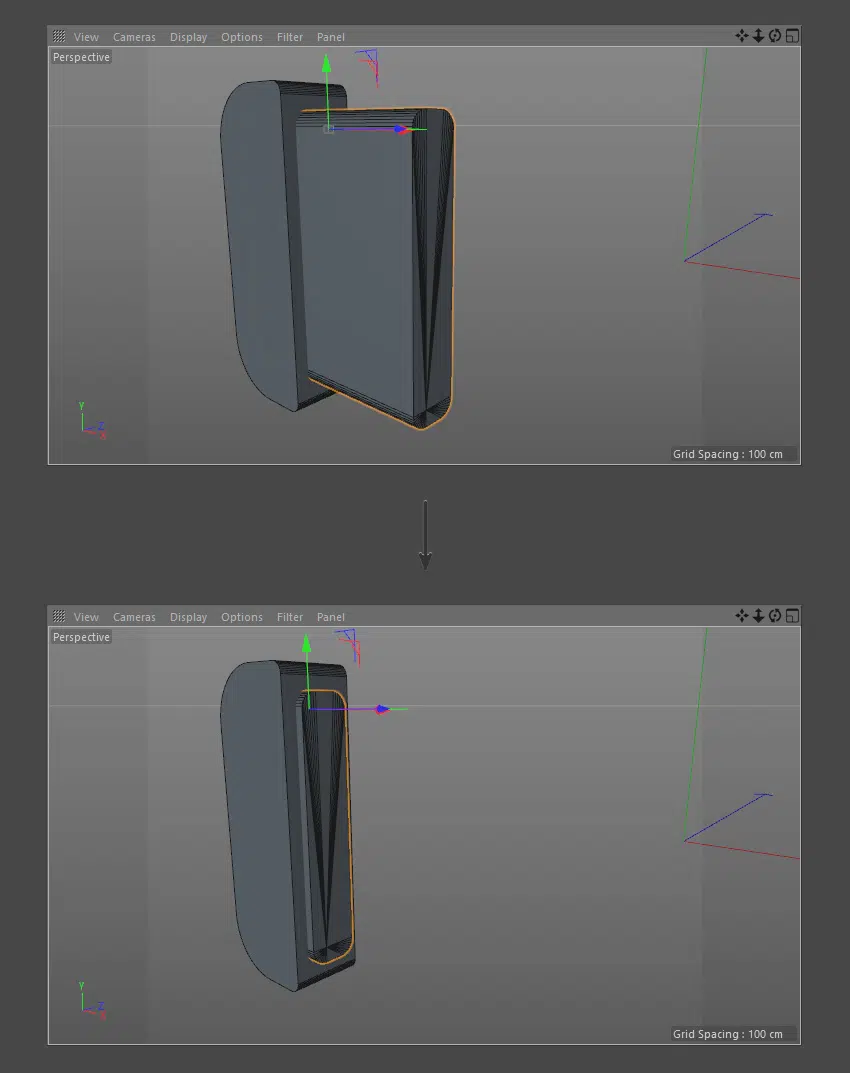 View Cameras Display Options Filter Panel
Perspective
Y
Z
X
Grid Spacing : 100 cm
View Cameras Display Options Filter Panel
Perspective
Y
Z
X
Grid Spacing : 100 cm